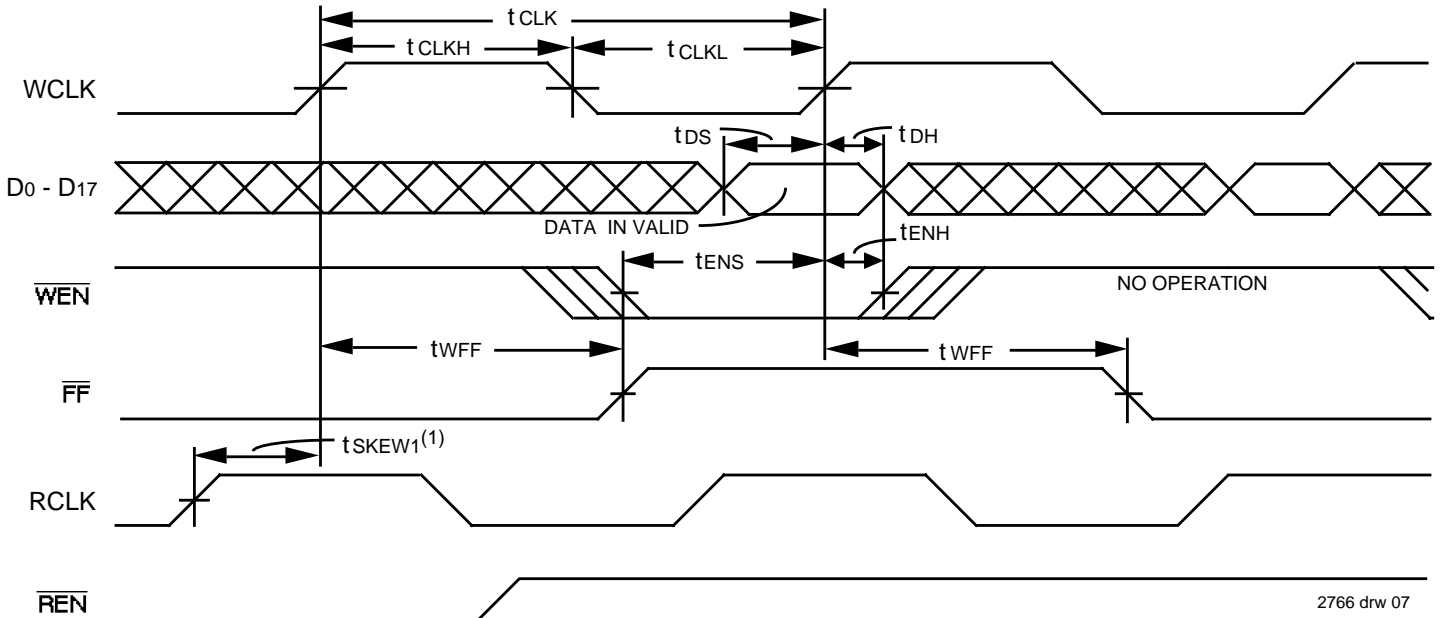 tCLK
tCLKH
tCLKL
WCLK
tDS
tDH
D0 - D17
DATA IN VALID
tENH
tENS
WEN
NO OPERATION
tWFF
tWFF
FF
tSKEW1(1)
RCLK
REN
2766 drw 07